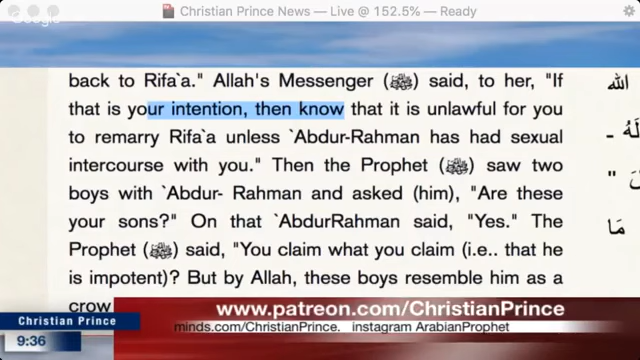 Christian Prince News — Live @ 152.5% — Ready
Google
back to Rifa`a." Allah's Messenger (ﷺ) said, to her, "If
that is your intention, then know that it is unlawful for you
to remarry Rifa`a unless `Abdur-Rahman has had sexual
intercourse with you." Then the Prophet (ﷺ) saw two
boys with `Abdur- Rahman and asked (him), "Are these
your sons?" On that `AbdurRahman said, "Yes." The
Prophet (ﷺ) said, "You claim what you claim (i.e.. that he
is impotent)? But by Allah, these boys resemble him as a
crow
الله
لَهُ -
"
مَا
www.patreon.com/ChristianPrince
Christian Prince
minds.com/ChristianPrince. instagram ArabianProphet
9:36